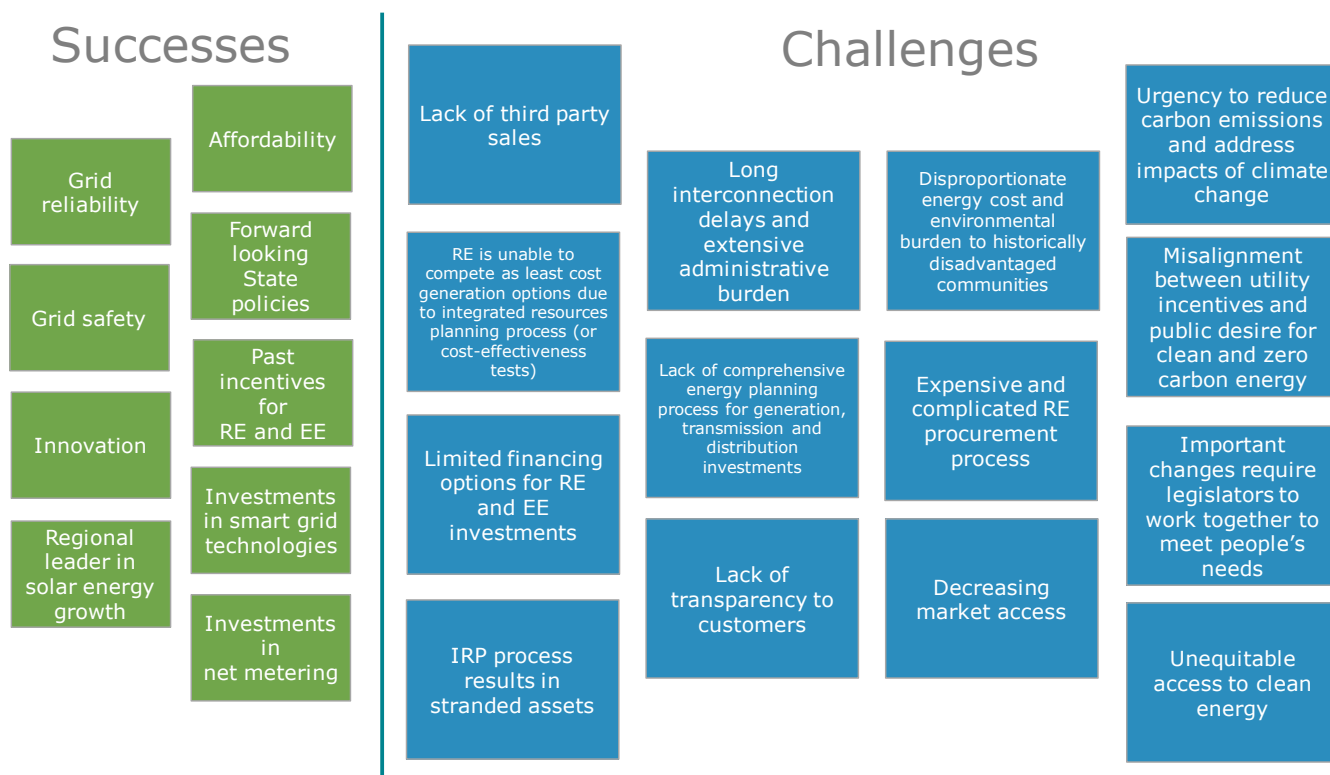 Successes
Grid
reliability
Grid safety
Innovation
Regional
leader in
solar energy
growth
Affordability
Forward
looking
State
policies
Past
incentives
for
RE and EE
Investments
in smart grid
technologies
Investments
in
net metering
Challenges
Lack of third party
sales
RE is unable to
compete as least cost
generation options due
to integrated resources
planning process (or
cost-effectiveness
tests)
Limited financing
options for RE
and EE
investments
IRP process
results in
stranded assets
Long
interconnection
delays and
extensive
administrative
burden
Lack of comprehensive
energy planning
process for generation,
transmission and
distribution
investments
Lack of
transparency to
customers
Disproportionate
energy cost and
environmental
burden to historically
disadvantaged
communities
Expensive and
complicated RE
procurement
process
Decreasing
market access
Urgency to reduce
carbon emissions
and address
impacts of climate
change
Misalignment
between utility
incentives and
public desire for
clean and zero
carbon energy
Important
changes require
legislators to
work together to
meet people's
needs
Unequitable
access to clean
energy